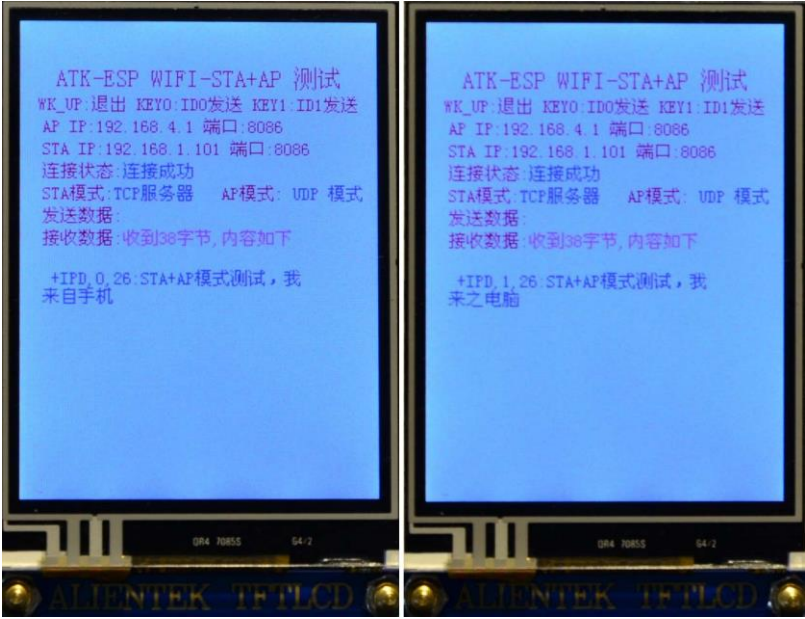 ATK-ESP WIFI-STA+AP 测试
WK_UP:退出 KEY0:ID0发送 KEY1:ID1发送
AP IP:192.168.4.1 端口:8086
STA IP:192.168.1.101 端口:8086
连接状态:连接成功
STA模式:TCP服务器 AP模式: UDP 模式
发送数据:
接收数据:收到38字节,内容如下
+IPD,0,26:STA+AP模式测试，我
来自手机
QR4 7085S G4/2
ALIENTEK TFTLCD
ATK-ESP WIFI-STA+AP 测试
WK_UP:退出 KEY0:ID0发送 KEY1:ID1发送
AP IP:192.168.4.1 端口:8086
STA IP:192.168.1.101 端口:8086
连接状态:连接成功
STA模式:TCP服务器 AP模式: UDP 模式
发送数据:
接收数据:收到38字节,内容如下
+IPD,1,26:STA+AP模式测试，我
来之电脑
QR4 7085S G4/2
ALIENTEK TFTLCD